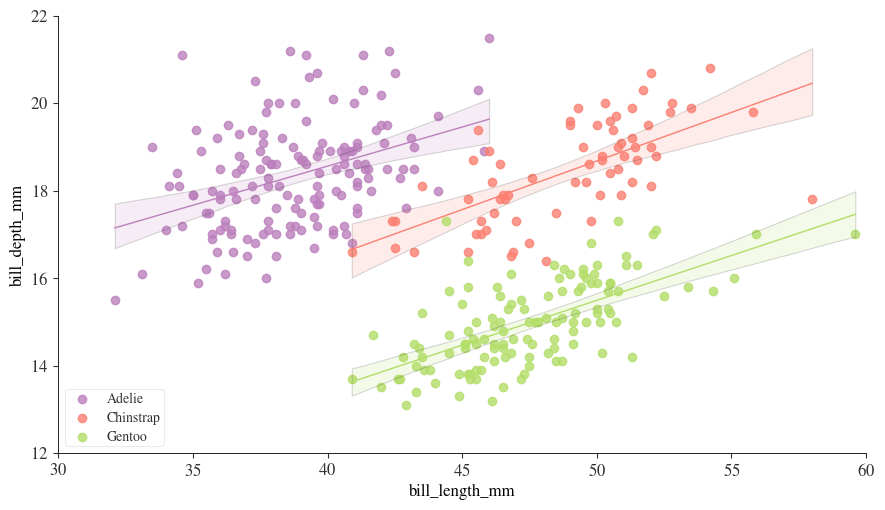 22
20
18
16
14
12
bill_depth_mm
Adelie
Chinstrap
Gentoo
30 35 40 45 50 55 60
bill_length_mm